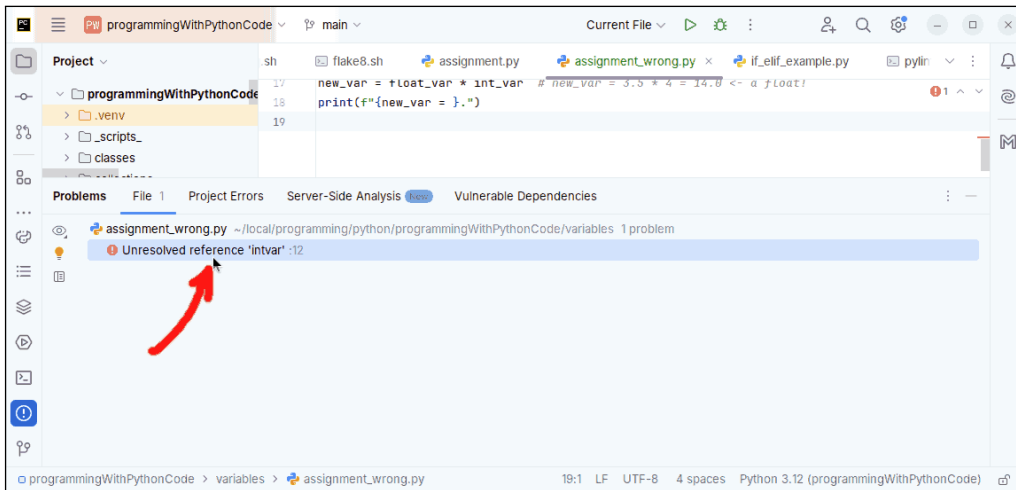 PC PW programmingWithPythonCode main Current File
Project .sh flake8.sh assignment.py assignment_wrong.py × if_elif_example.py pylin
programmingWithPythonCode
.venv
_scripts_
classes
17 new_var = float_var * int_var # new_var = 3.5 * 4 = 14.0 <- a float!
18 print(f"{new_var = }.")
19
1
Problems File 1 Project Errors Server-Side Analysis New Vulnerable Dependencies
assignment_wrong.py ~/local/programming/python/programmingWithPythonCode/variables 1 problem
Unresolved reference 'intvar' :12
programmingWithPythonCode > variables > assignment_wrong.py 19:1 LF UTF-8 4 spaces Python 3.12 (programmingWithPythonCode)